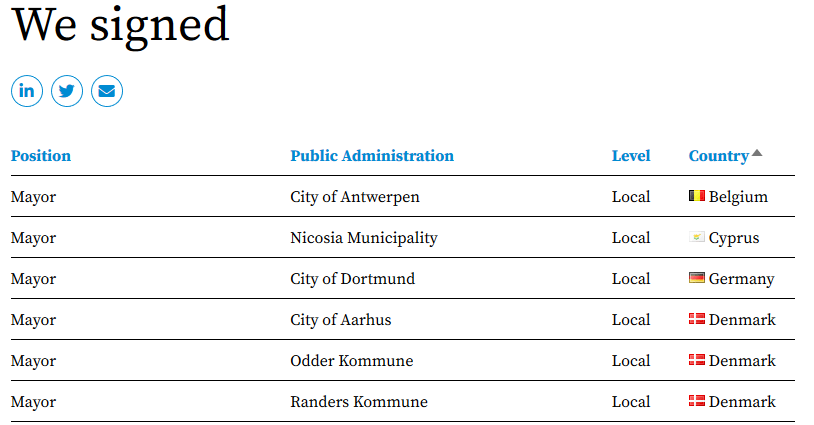 We signed
in
Position Public Administration Level Country
Mayor City of Antwerpen Local Belgium
Mayor Nicosia Municipality Local Cyprus
Mayor City of Dortmund Local Germany
Mayor City of Aarhus Local Denmark
Mayor Odder Kommune Local Denmark
Mayor Randers Kommune Local Denmark